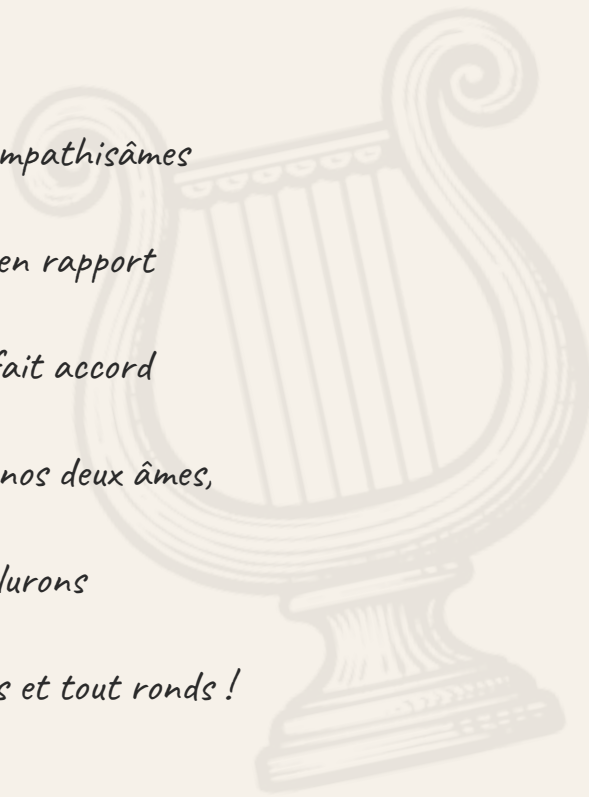 mpathisâmes
en rapport
fait accord
nos deux âmes,
lurons
s et tout ronds !